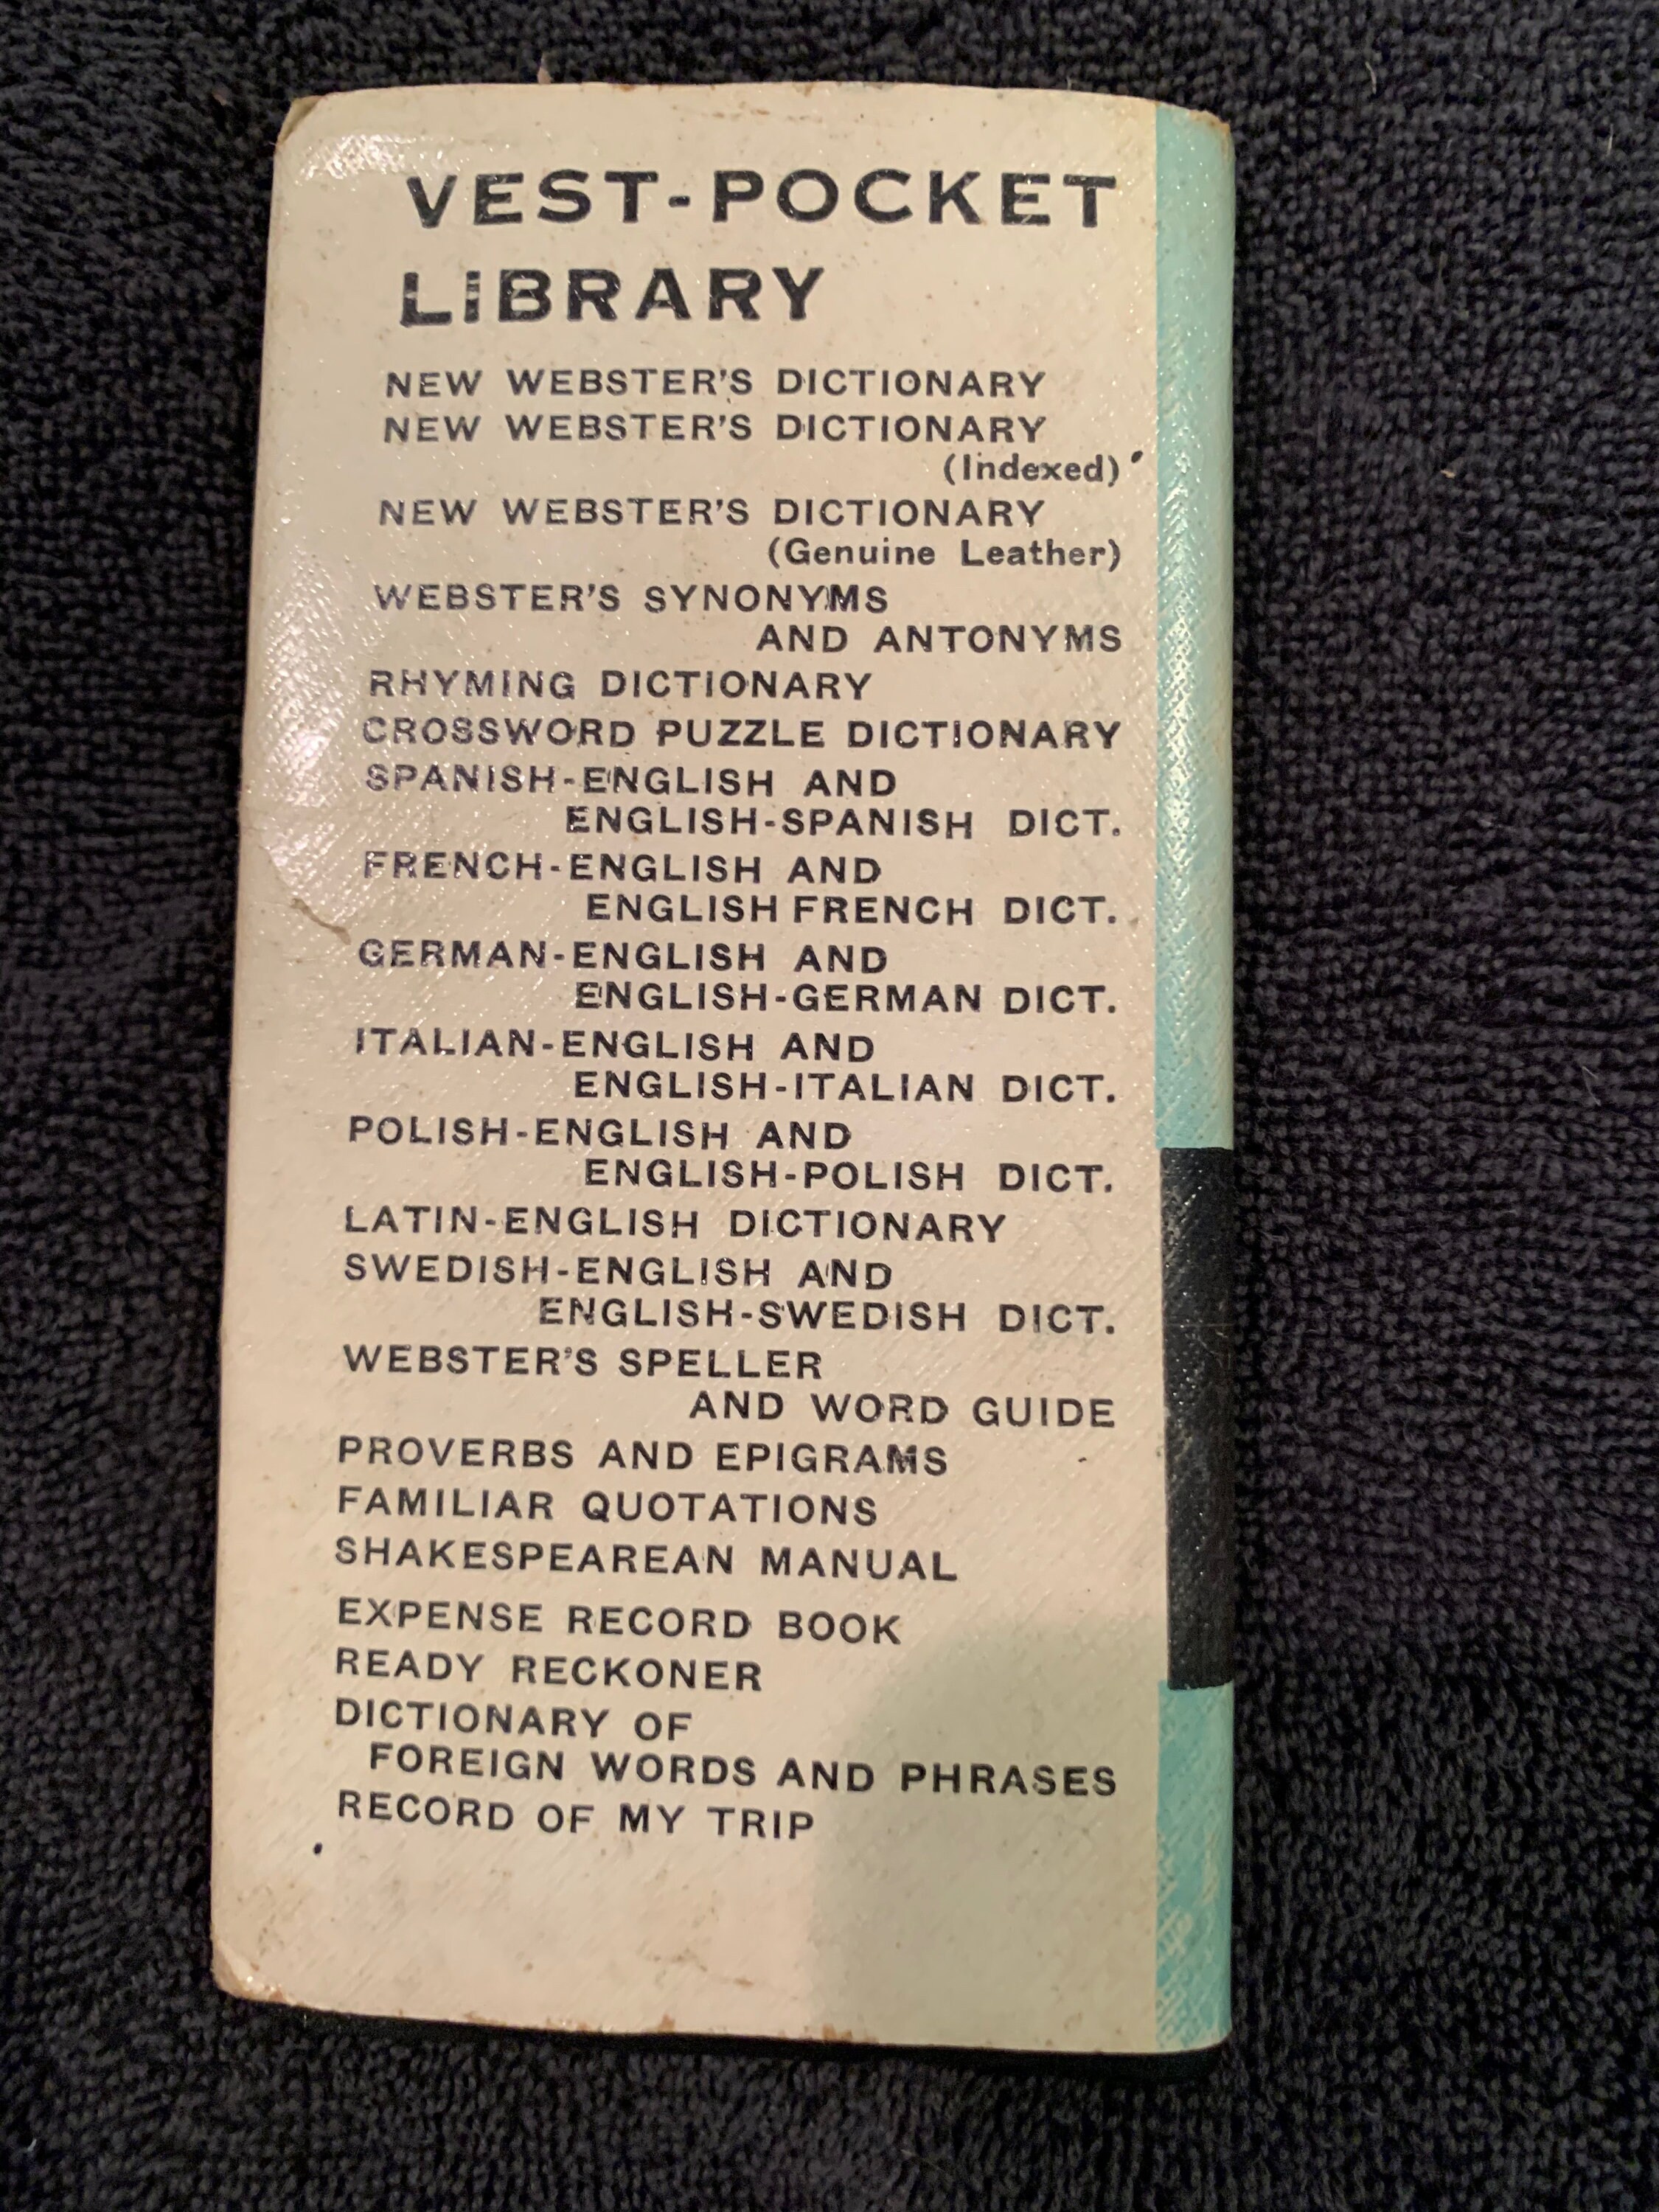 VEST-POCKET
LIBRARY
NEW WEBSTER'S DICTIONARY
NEW WEBSTER'S DICTIONARY
(Indexed)
NEW WEBSTER'S DICTIONARY
(Genuine Leather)
WEBSTER'S SYNONYMS
AND ANTONYMS
RHYMING DICTIONARY
CROSSWORD PUZZLE DICTIONARY
SPANISH-ENGLISH AND
ENGLISH-SPANISH DICT.
FRENCH-ENGLISH AND
ENGLISH FRENCH DICT.
GERMAN-ENGLISH AND
ENGLISH-GERMAN DICT.
ITALIAN-ENGLISH AND
ENGLISH-ITALIAN DICT.
POLISH-ENGLISH AND
ENGLISH-POLISH DICT.
LATIN-ENGLISH DICTIONARY
SWEDISH-ENGLISH AND
ENGLISH-SWEDISH DICT.
WEBSTER'S SPELLER
AND WORD GUIDE
PROVERBS AND EPIGRAMS
FAMILIAR QUOTATIONS
SHAKESPEAREAN MANUAL
EXPENSE RECORD BOOK
READY RECKONER
DICTIONARY OF
FOREIGN WORDS AND PHRASES
RECORD OF MY TRIP